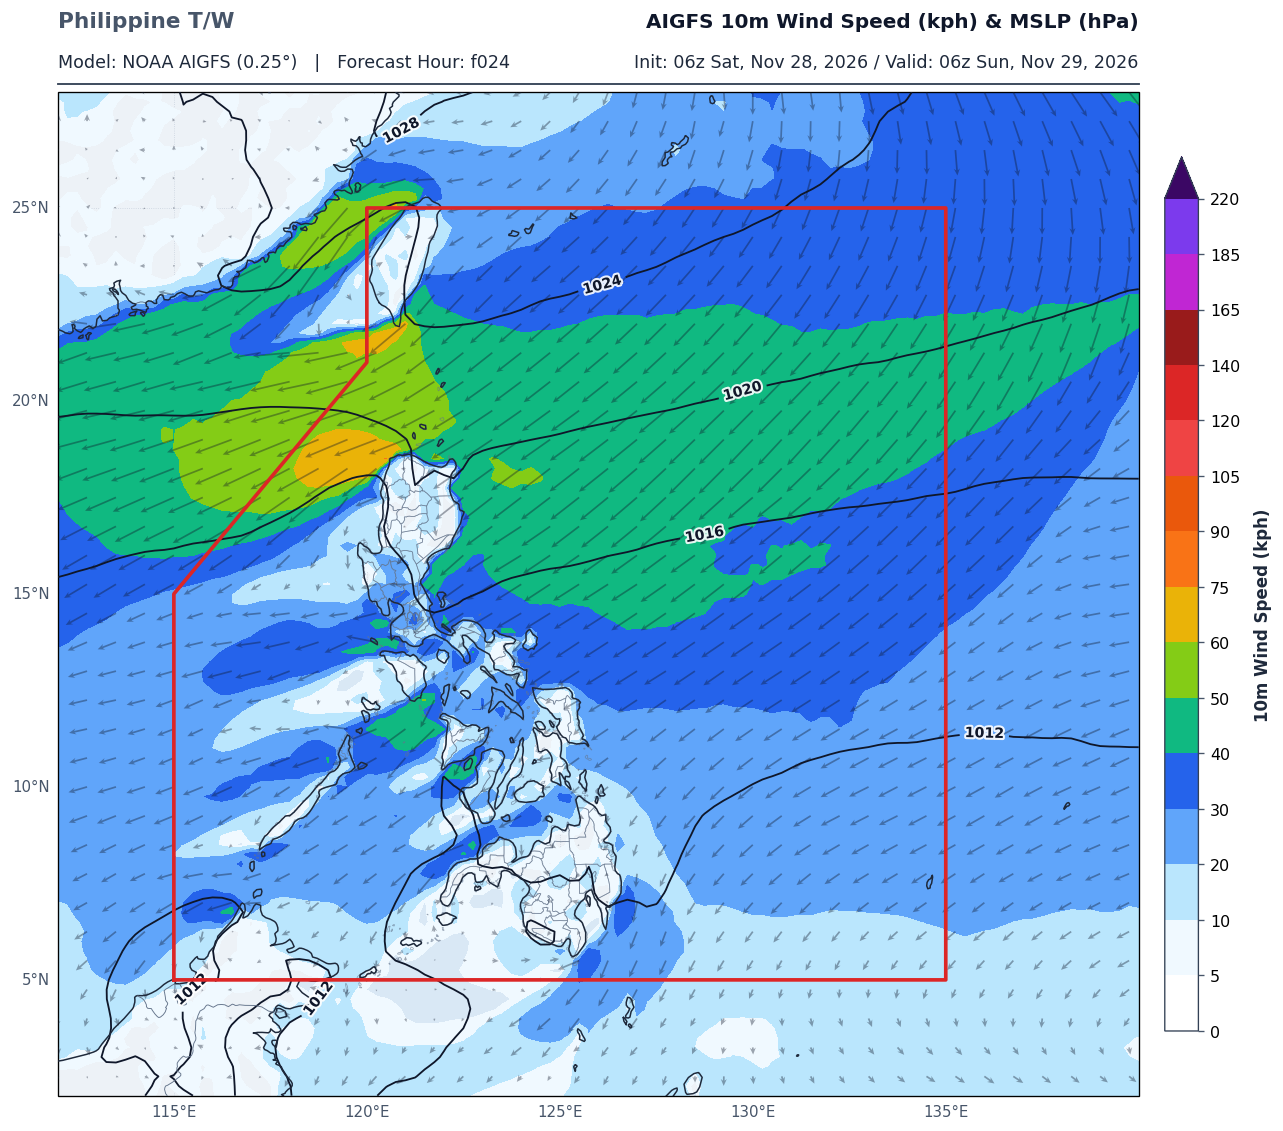 Philippine T/W
AIGFS 10m Wind Speed (kph) & MSLP (hPa)
Model: NOAA AIGFS (0.25°) | Forecast Hour: f024
Init: 06z Sat, Nov 28, 2026 / Valid: 06z Sun, Nov 29, 2026
1028
1024
1020
1016
1012
1012
1012
25°N
20°N
15°N
10°N
5°N
115°E
120°E
125°E
130°E
135°E
220
185
165
140
120
105
90
75
60
50
40
30
20
10
5
0
10m Wind Speed (kph)